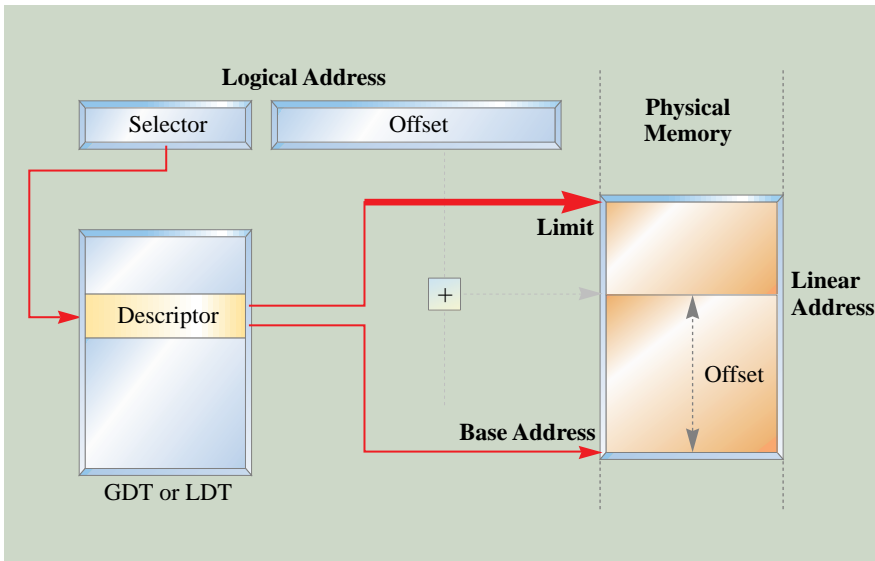 Logical Address
Selector
Offset
Physical
Memory
Limit
+
Linear
Address
Descriptor
Offset
Base Address
GDT or LDT